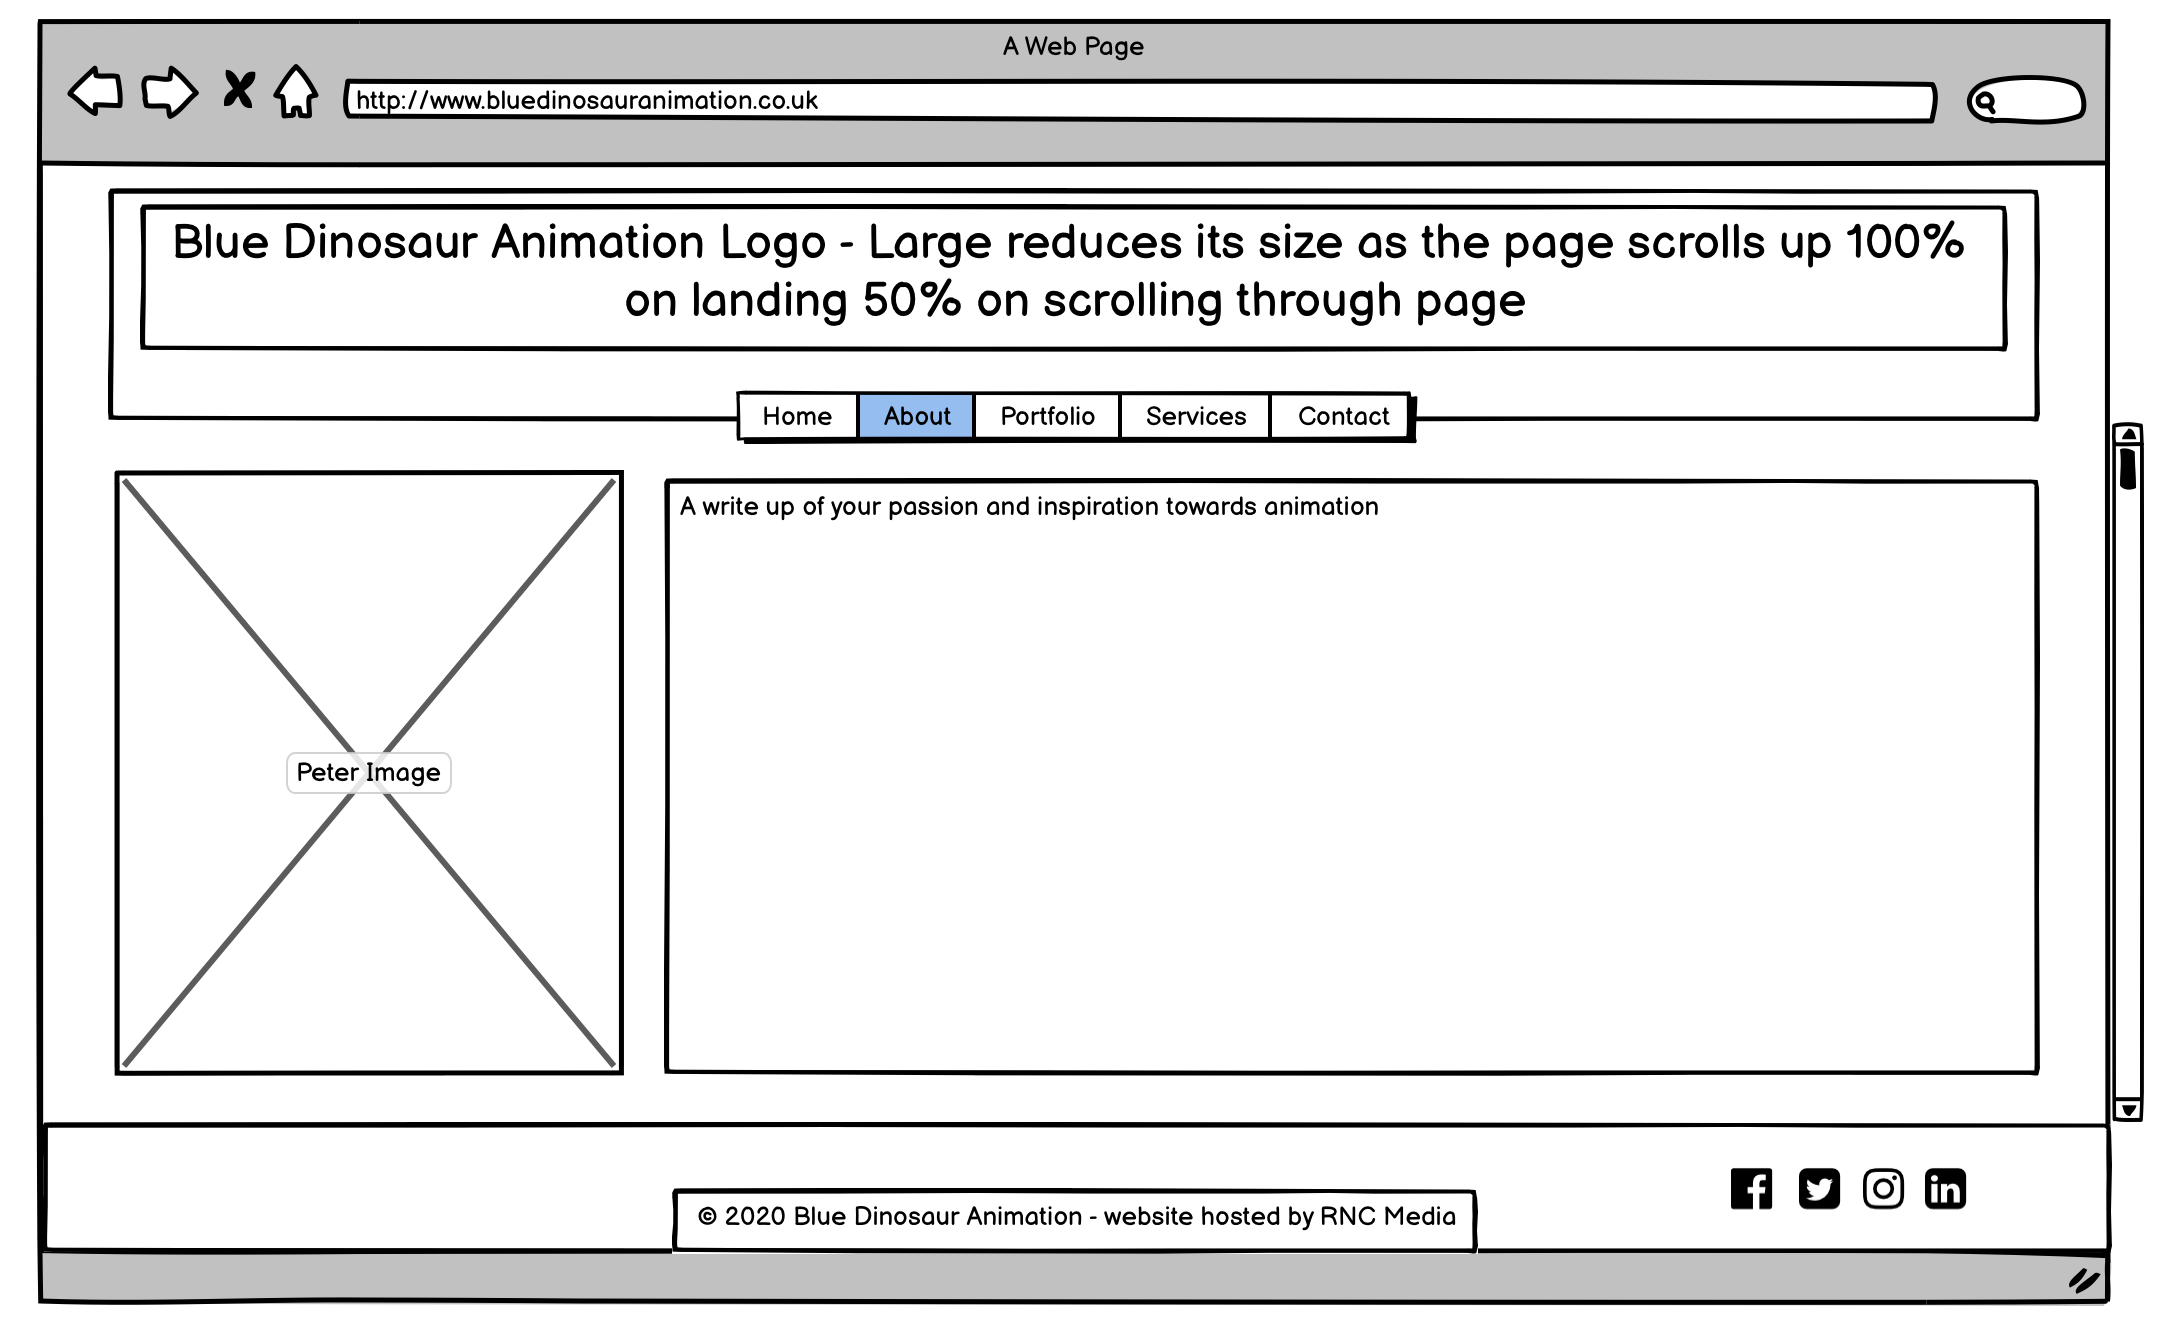 A Web Page
http://www.bluedinosauranimation.co.uk
Blue Dinosaur Animation Logo - Large reduces its size as the page scrolls up 100%
on landing 50% on scrolling through page
Home About Portfolio Services Contact
A write up of your passion and inspiration towards animation
Peter Image
© 2020 Blue Dinosaur Animation - website hosted by RNC Media